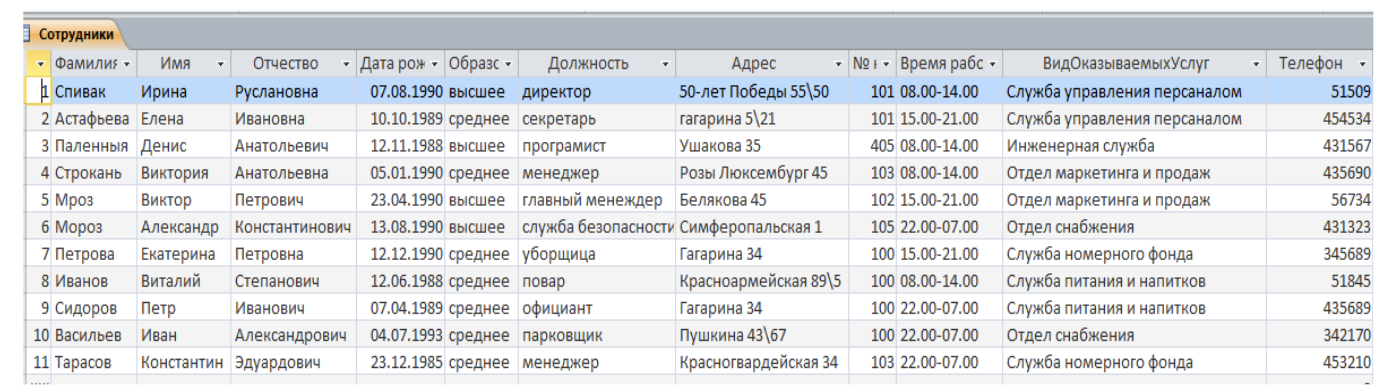 Сотрудники
Фамилия Имя Отчество Дата рож Образс Должность Адрес № Время рабс ВидОказываемыхУслуг Телефон
1 Спивак Ирина Руслановна 07.08.1990 высшее директор 50-лет Победы 55\50 101 08.00-14.00 Служба управления персаналом 51509
2 Астафьева Елена Ивановна 10.10.1989 среднее секретарь гагарина 5\21 101 15.00-21.00 Служба управления персаналом 454534
3 Паленныя Денис Анатольевич 12.11.1988 высшее програмист Ушакова 35 405 08.00-14.00 Инженерная служба 431567
4 Строкань Виктория Анатольевна 05.01.1990 среднее менеджер Розы Люксембург 45 103 08.00-14.00 Отдел маркетинга и продаж 435690
5 Мроз Виктор Петрович 23.04.1990 высшее главный менеждер Белякова 45 102 15.00-21.00 Отдел маркетинга и продаж 56734
6 Мороз Александр Константинович 13.08.1990 высшее служба безопасности Симферопальская 1 105 22.00-07.00 Отдел снабжения 431323
7 Петрова Екатерина Петровна 12.12.1990 среднее уборщица Гагарина 34 100 15.00-21.00 Служба номерного фонда 345689
8 Иванов Виталий Степанович 12.06.1988 среднее повар Красноармейская 89\5 100 08.00-14.00 Служба питания и напитков 51845
9 Сидоров Петр Иванович 07.04.1989 среднее официант Гагарина 34 100 22.00-07.00 Служба питания и напитков 435689
10 Васильев Иван Александрович 04.07.1993 среднее парковщик Пушкина 43\67 100 22.00-07.00 Отдел снабжения 342170
11 Тарасов Константин Эдуардович 23.12.1985 среднее менеджер Красногвардейская 34 103 22.00-07.00 Служба номерного фонда 453210